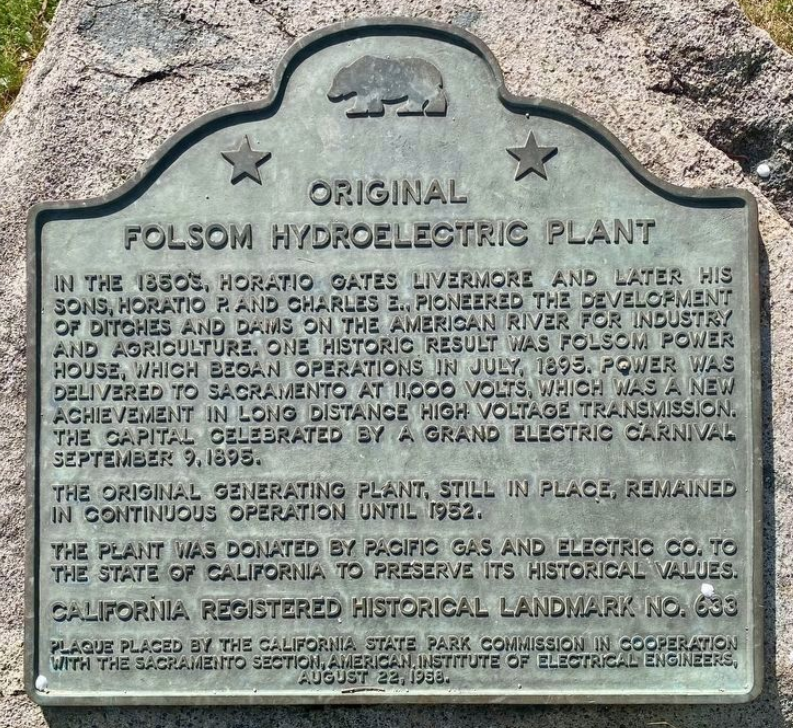 ORIGINAL
FOLSOM HYDROELECTRIC PLANT
IN THE 1850'S, HORATIO GATES LIVERMORE AND LATER HIS
SONS, HORATIO P. AND CHARLES E., PIONEERED THE DEVELOPMENT
OF DITCHES AND DAMS ON THE AMERICAN RIVER FOR INDUSTRY
AND AGRICULTURE. ONE HISTORIC RESULT WAS FOLSOM POWER
HOUSE, WHICH BEGAN OPERATIONS IN JULY, 1895. POWER WAS
DELIVERED TO SACRAMENTO AT 11,000 VOLTS, WHICH WAS A NEW
ACHIEVEMENT IN LONG DISTANCE HIGH VOLTAGE TRANSMISSION.
THE CAPITAL CELEBRATED BY A GRAND ELECTRIC CARNIVAL
SEPTEMBER 9, 1895.
THE ORIGINAL GENERATING PLANT, STILL IN PLACE, REMAINED
IN CONTINUOUS OPERATION UNTIL 1952.
THE PLANT WAS DONATED BY PACIFIC GAS AND ELECTRIC CO. TO
THE STATE OF CALIFORNIA TO PRESERVE ITS HISTORICAL VALUES.
CALIFORNIA REGISTERED HISTORICAL LANDMARK NO. 633
PLAQUE PLACED BY THE CALIFORNIA STATE PARK COMMISSION IN COOPERATION
WITH THE SACRAMENTO SECTION, AMERICAN INSTITUTE OF ELECTRICAL ENGINEERS,
AUGUST 22, 1958.